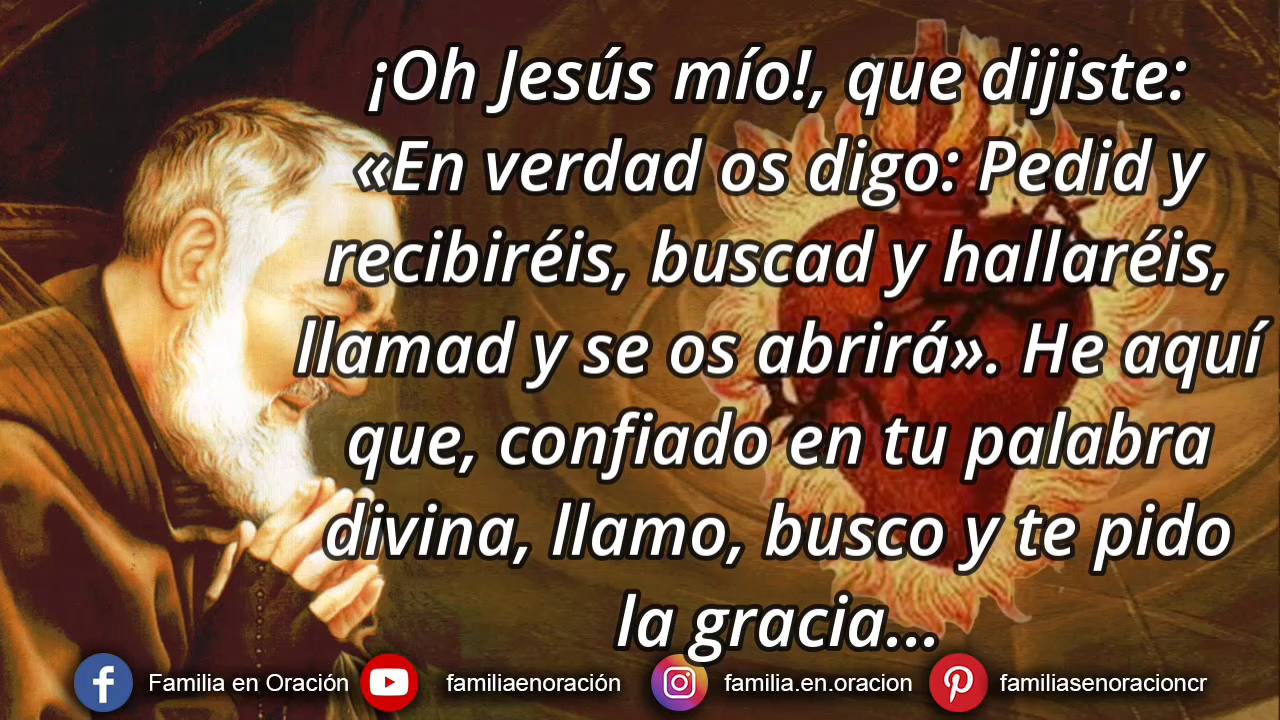 ¡Oh Jesús mío!, que dijiste:
«En verdad os digo: Pedid y
recibiréis, buscad y hallaréis,
llamad y se os abrirá». He aquí
que, confiado en tu palabra
divina, llamo, busco y te pido
la gracia...
Familia en Oración familiaenoración familia.en.oracion familiasenoracioncr